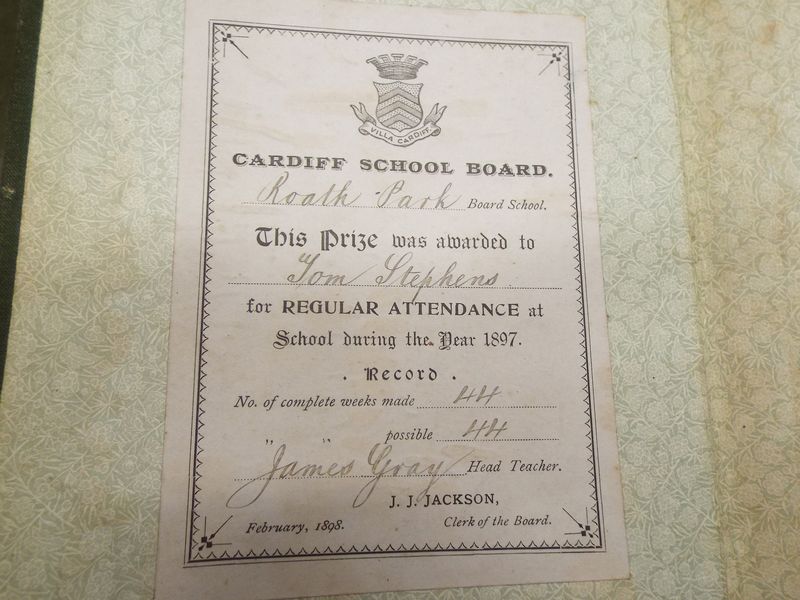 VILLA CARDIFF.
CARDIFF SCHOOL BOARD.
Roath Park Board School.
This Prize was awarded to
Tom Stephens.
for REGULAR ATTENDANCE at
School during the Year 1897.
. Record .
No. of complete weeks made 44
„ „ possible 44
James Gray Head Teacher.
J. J. JACKSON,
February, 1898. Clerk of the Board.